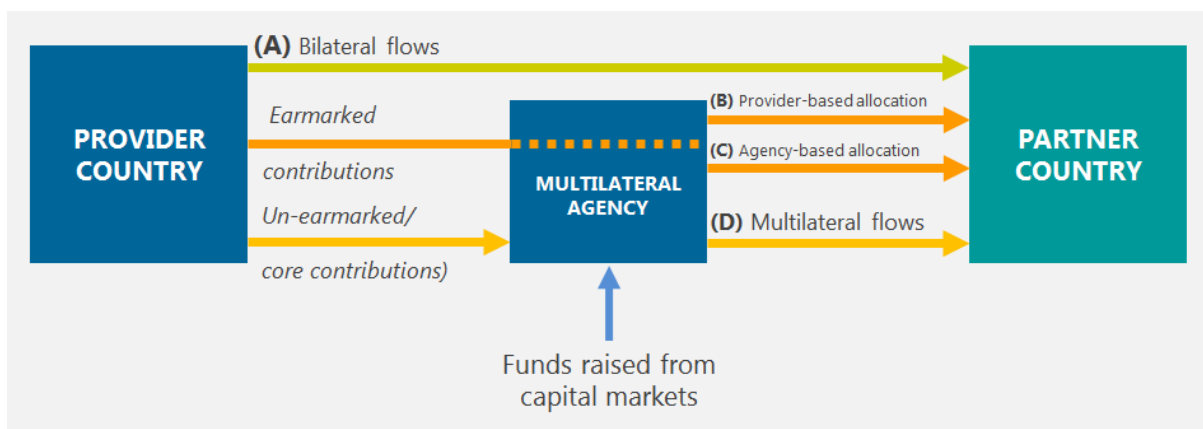 (A) Bilateral flows
PROVIDER
COUNTRY
Earmarked
contributions
Un-earmarked/
core contributions)
MULTILATERAL
AGENCY
(B) Provider-based allocation
(C) Agency-based allocation
(D) Multilateral flows
PARTNER
COUNTRY
Funds raised from
capital markets